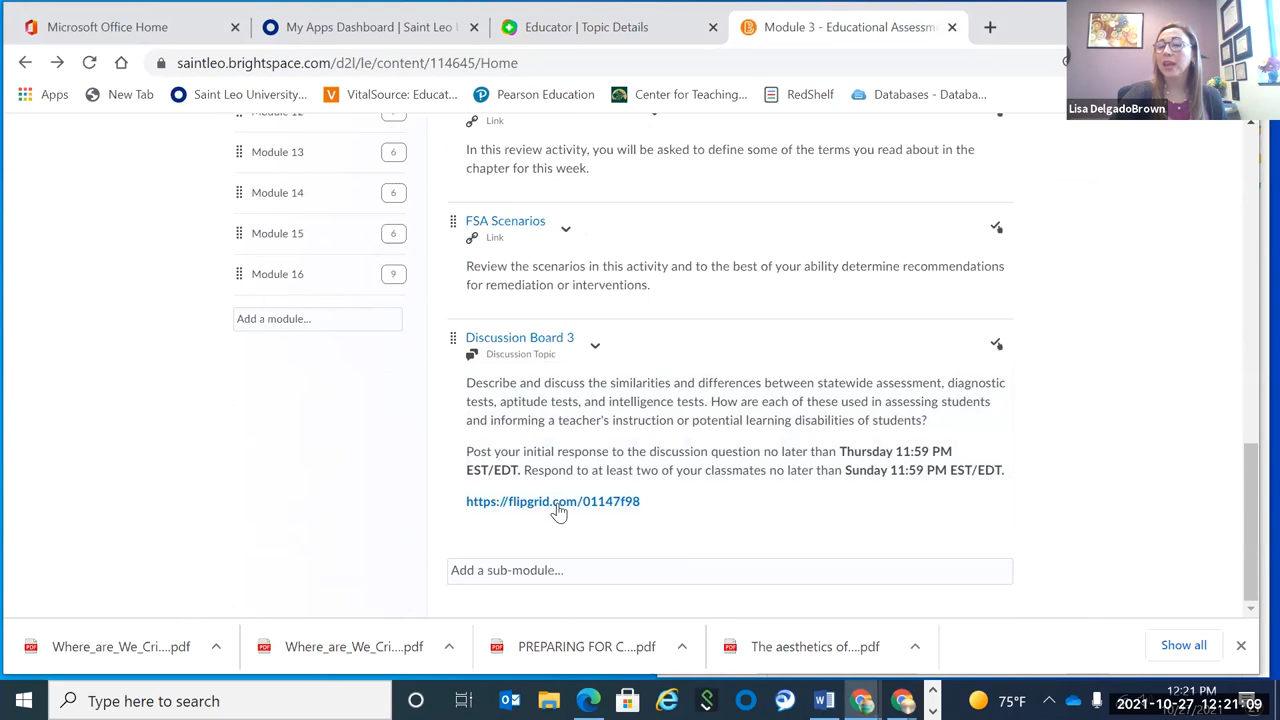 Microsoft Office Home
My Apps Dashboard | Saint Leo
Educator | Topic Details
Module 3 - Educational Assessm
saintleo.brightspace.com/d2l/le/content/114645/Home
Apps
New Tab
Saint Leo University...
VitalSource: Educat...
Pearson Education
Center for Teaching...
RedShelf
Databases - Databa...
Lisa DelgadoBrown
Module 12
Module 13
6
Module 14
6
Module 15
6
Module 16
9
Add a module...
Link
In this review activity, you will be asked to define some of the terms you read about in the
chapter for this week.
FSA Scenarios
Link
Review the scenarios in this activity and to the best of your ability determine recommendations
for remediation or interventions.
Discussion Board 3
Discussion Topic
Describe and discuss the similarities and differences between statewide assessment, diagnostic
tests, aptitude tests, and intelligence tests. How are each of these used in assessing students
and informing a teacher's instruction or potential learning disabilities of students?
Post your initial response to the discussion question no later than Thursday 11:59 PM
EST/EDT. Respond to at least two of your classmates no later than Sunday 11:59 PM EST/EDT.
https://flipgrid.com/01147f98
Add a sub-module...
Where_are_We_Cri....pdf
Where_are_We_Cri....pdf
PREPARING FOR C....pdf
The aesthetics of....pdf
Show all
Type here to search
75°F
12:21 PM
2021-10-27 12:21:09